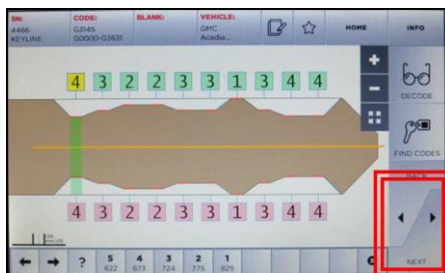 SN:
4466
KEYLINE
CODE:
G3145
G0000-G3631
BLANK:
VEHICLE:
GMC
Acadia...
HOME
INFO
4 3 2 2 3 3 1 3 4 4
DECODE
FIND CODES
4 3 2 2 3 3 1 3 4 4
BACK
NEXT
?
5
622
4
673
3
724
2
775
1
825